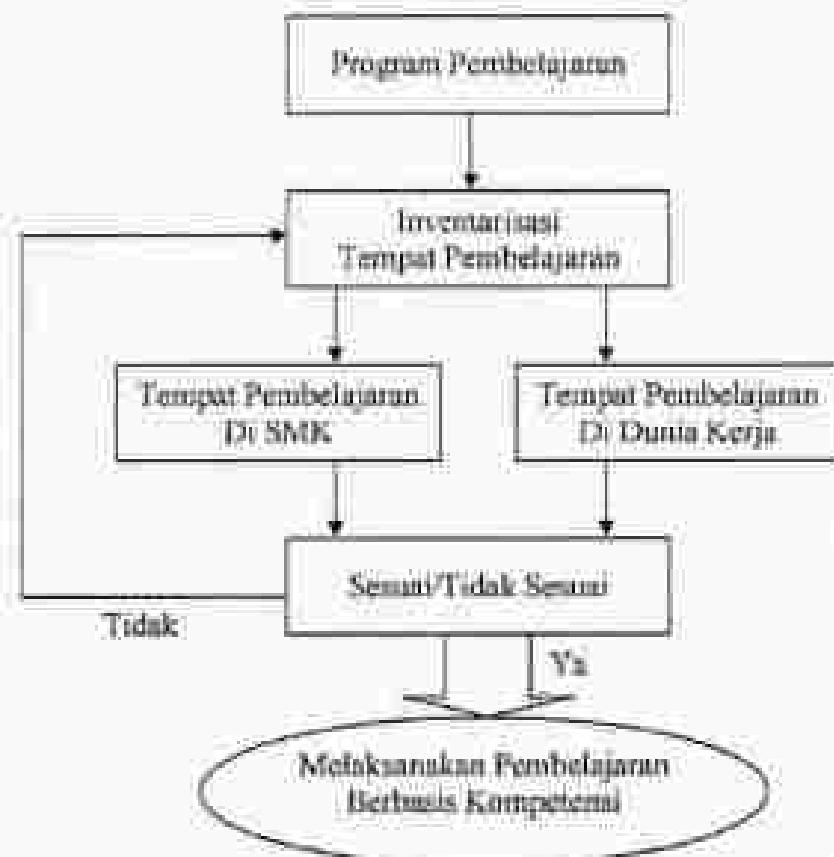 Program Pembelajaran
Inventarisasi
Tempat Pembelajaran
Tempat Pembelajaran
Di SMK
Tempat Pembelajaran
Di Dunia Kerja
Sesuai/Tidak Sesuai
Tidak
Ya
Melaksanakan Pembelajaran
Berbasis Kompetensi